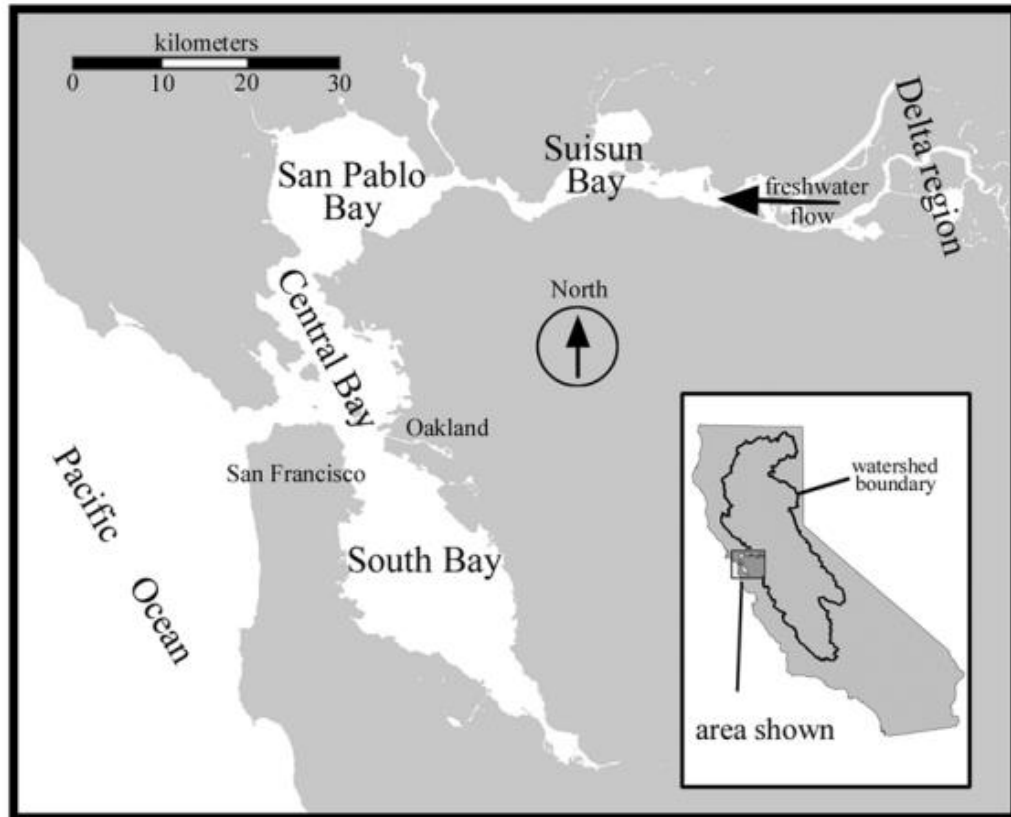 kilometers
0 10 20 30
San Pablo
Bay
Suisun
Bay
freshwater
flow
Delta region
Central Bay
North
Oakland
San Francisco
Pacific
Ocean
South Bay
watershed
boundary
area shown